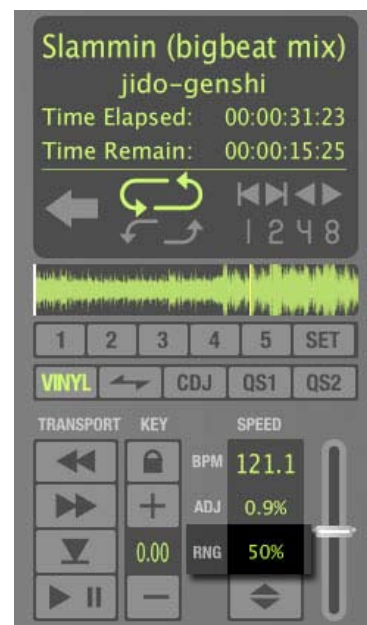 Slammin (bigbeat mix)
jido-genshi
Time Elapsed: 00:00:31:23
Time Remain: 00:00:15:25
1 2 4 8
1 2 3 4 5 SET
VINYL CDJ QS1 QS2
TRANSPORT KEY SPEED
BPM 121.1
ADJ 0.9%
0.00 RNG 50%